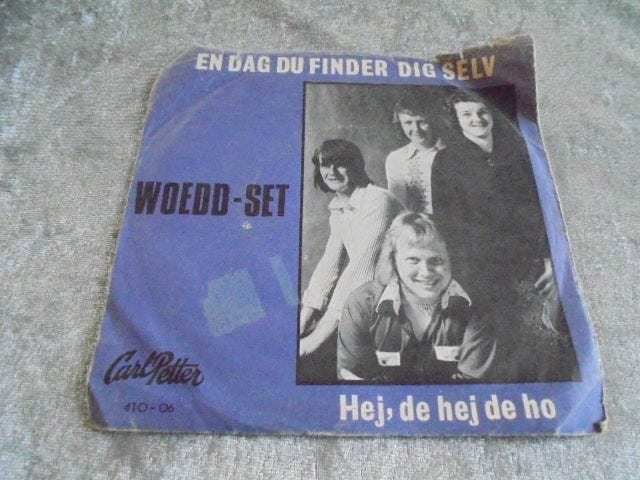 EN DAG DU FINDER DIG SELV
WOEDD-SET
Carl Petter
410-06
Hej, de hej de ho